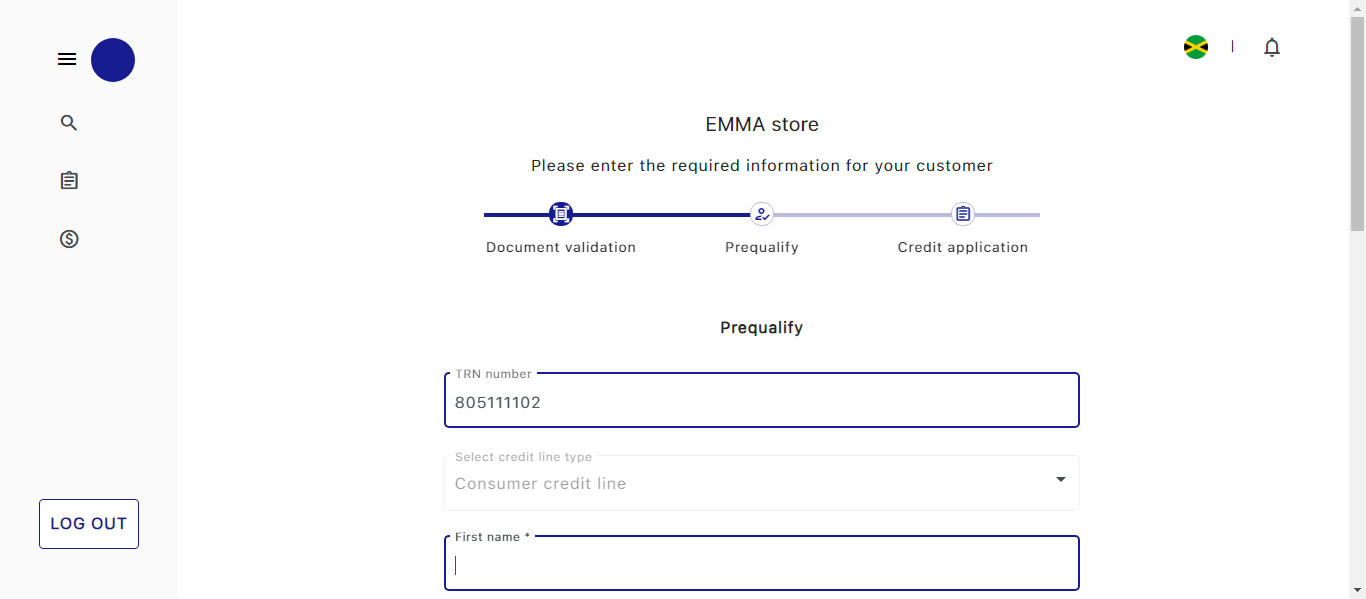 EMMA store
Please enter the required information for your customer
Document validation
Prequalify
Credit application
Prequalify
TRN number
805111102
Select credit line type
Consumer credit line
First name *
LOG OUT